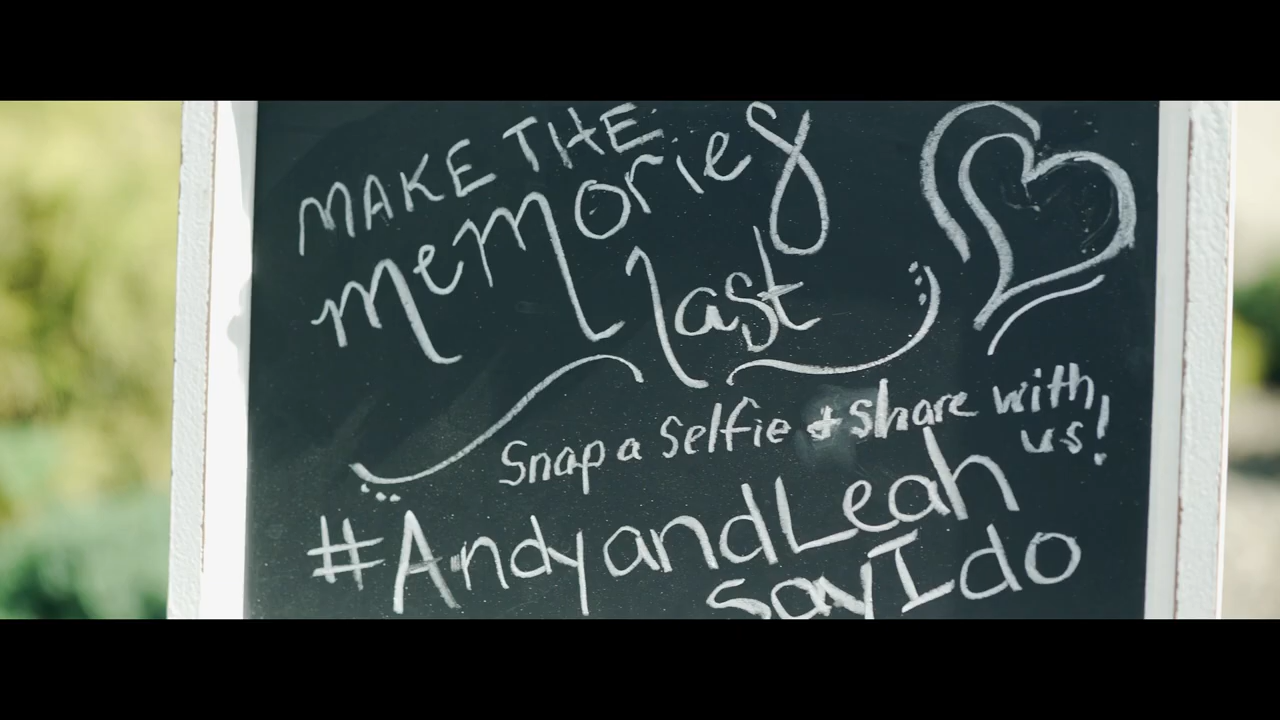 MAKE THE
memories
last
Snap a selfie + share with
us!
#AndyandLeah
sayIdo